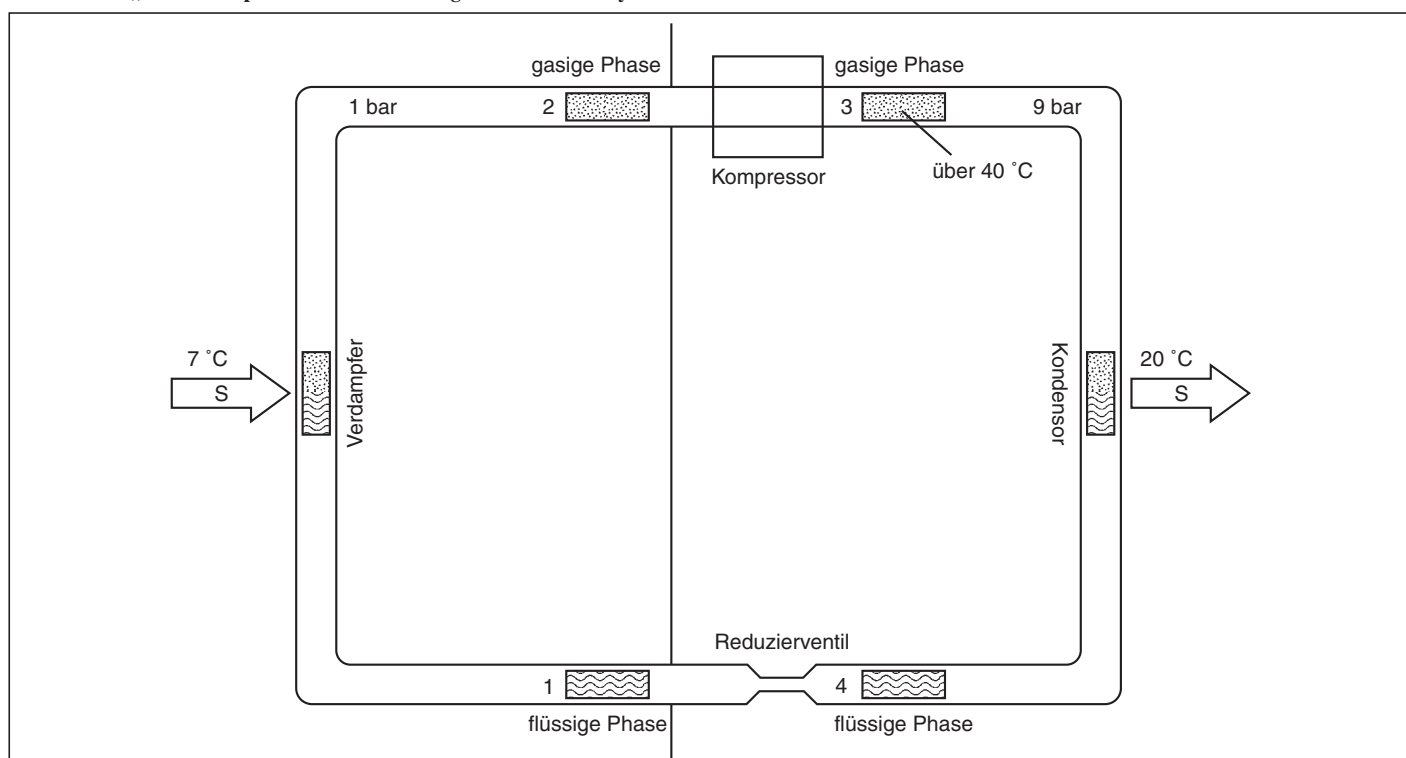 gasige Phase
gasige Phase
1 bar
2
3
9 bar
Kompressor
über 40 °C
7 °C
S
Verdampfer
Kondensor
20 °C
S
Reduzierventil
1
4
flüssige Phase
flüssige Phase